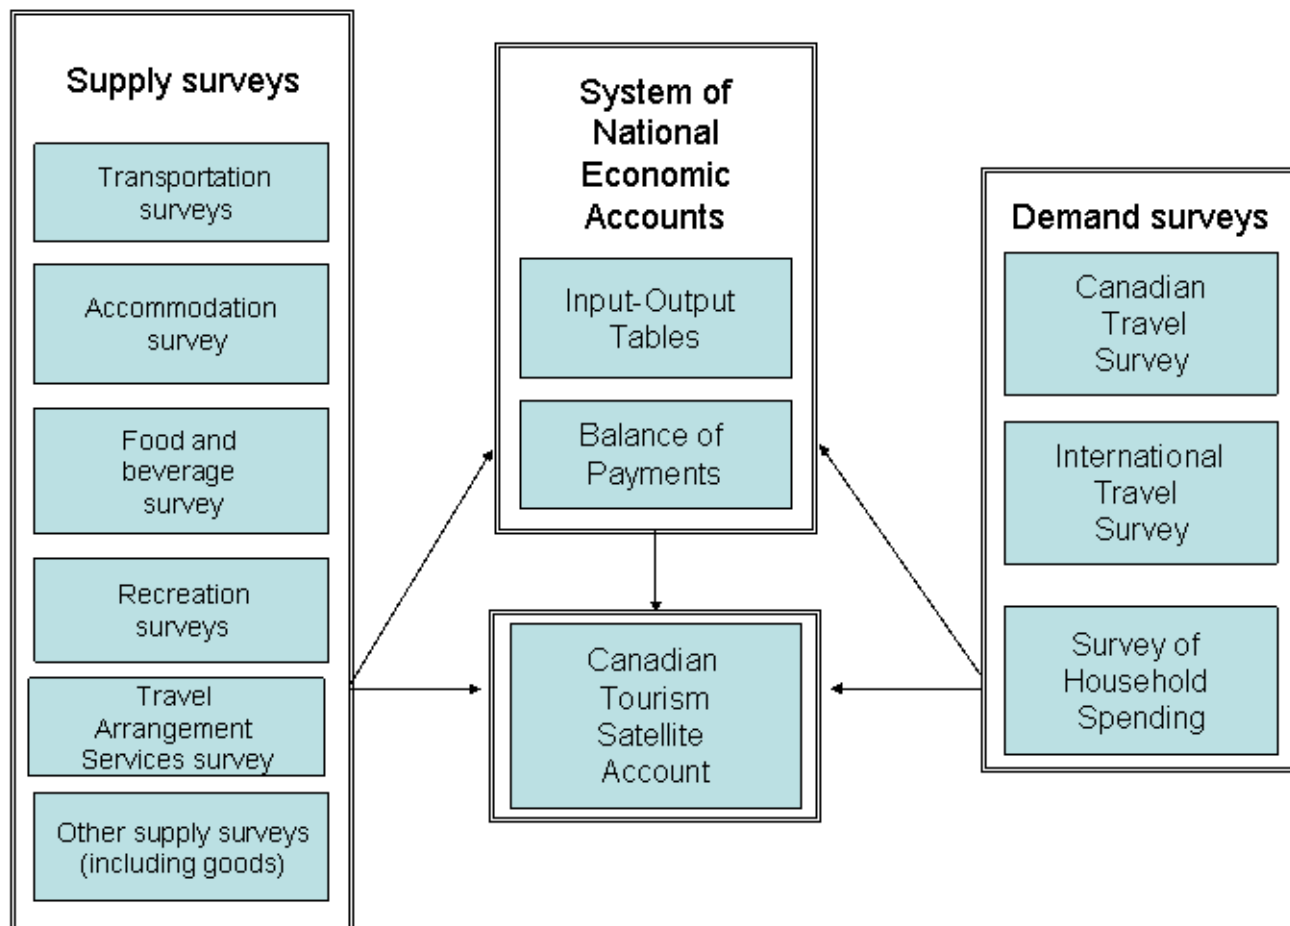 Supply surveys
Transportation
surveys
Accommodation
survey
Food and
beverage
survey
Recreation
surveys
Travel
Arrangement
Services survey
Other supply surveys
(including goods)
System of
National
Economic
Accounts
Input-Output
Tables
Balance of
Payments
Canadian
Tourism
Satellite
Account
Demand surveys
Canadian
Travel
Survey
International
Travel
Survey
Survey of
Household
Spending